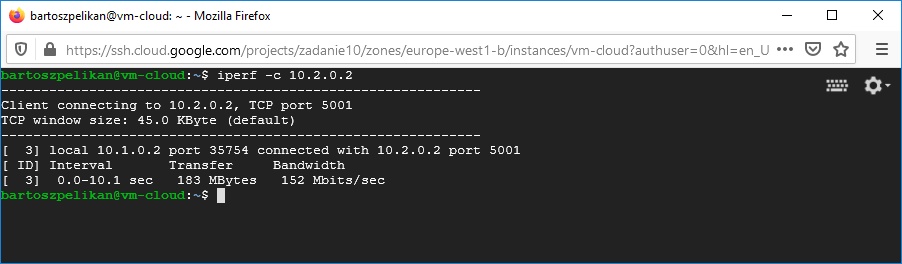 bartoszpelikan@vm-cloud: ~ - Mozilla Firefox
https://ssh.cloud.google.com/projects/zadanie10/zones/europe-west1-b/instances/vm-cloud?authuser=0&hl=en_U
bartoszpelikan@vm-cloud:~$ iperf -c 10.2.0.2
------------------------------------------------------------
Client connecting to 10.2.0.2, TCP port 5001
TCP window size: 45.0 KByte (default)
------------------------------------------------------------
[  3] local 10.1.0.2 port 35754 connected with 10.2.0.2 port 5001
[ ID] Interval       Transfer     Bandwidth
[  3]  0.0-10.1 sec   183 MBytes   152 Mbits/sec
bartoszpelikan@vm-cloud:~$